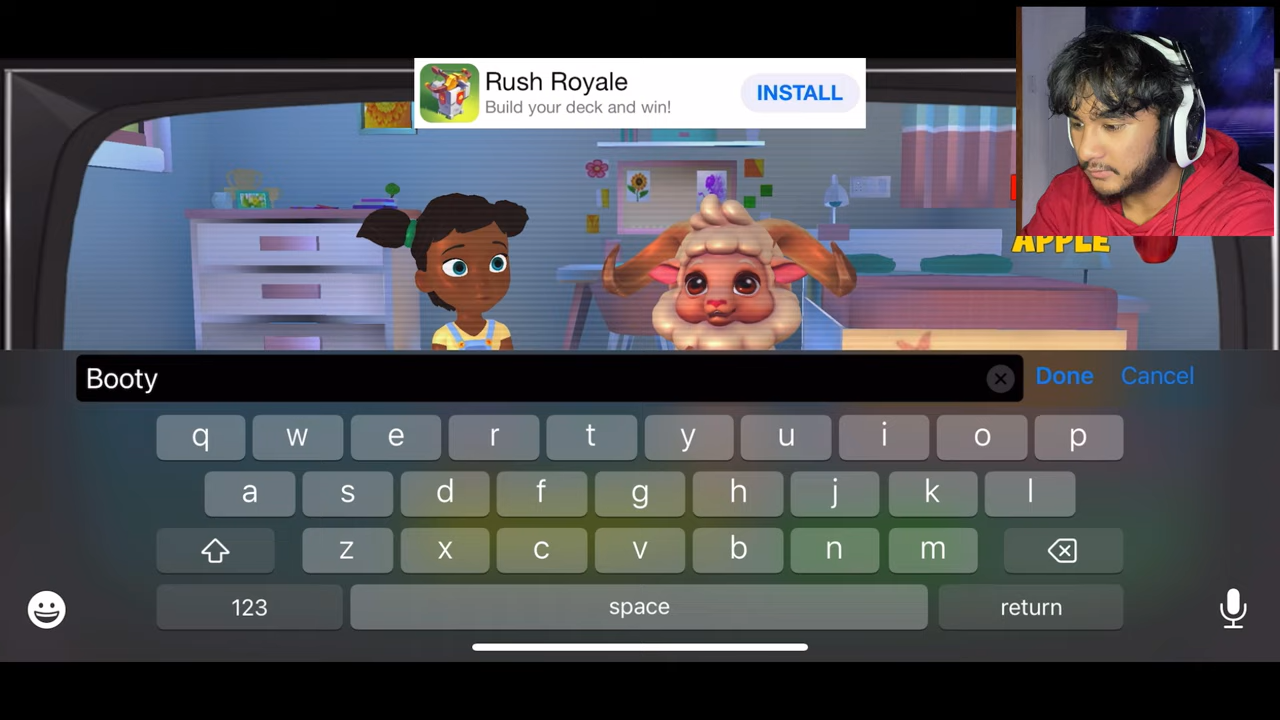 Rush Royale
Build your deck and win!
INSTALL
APPLE
Booty
Done
Cancel
q w e r t y u i o p
a s d f g h j k l
z x c v b n m
123
space
return